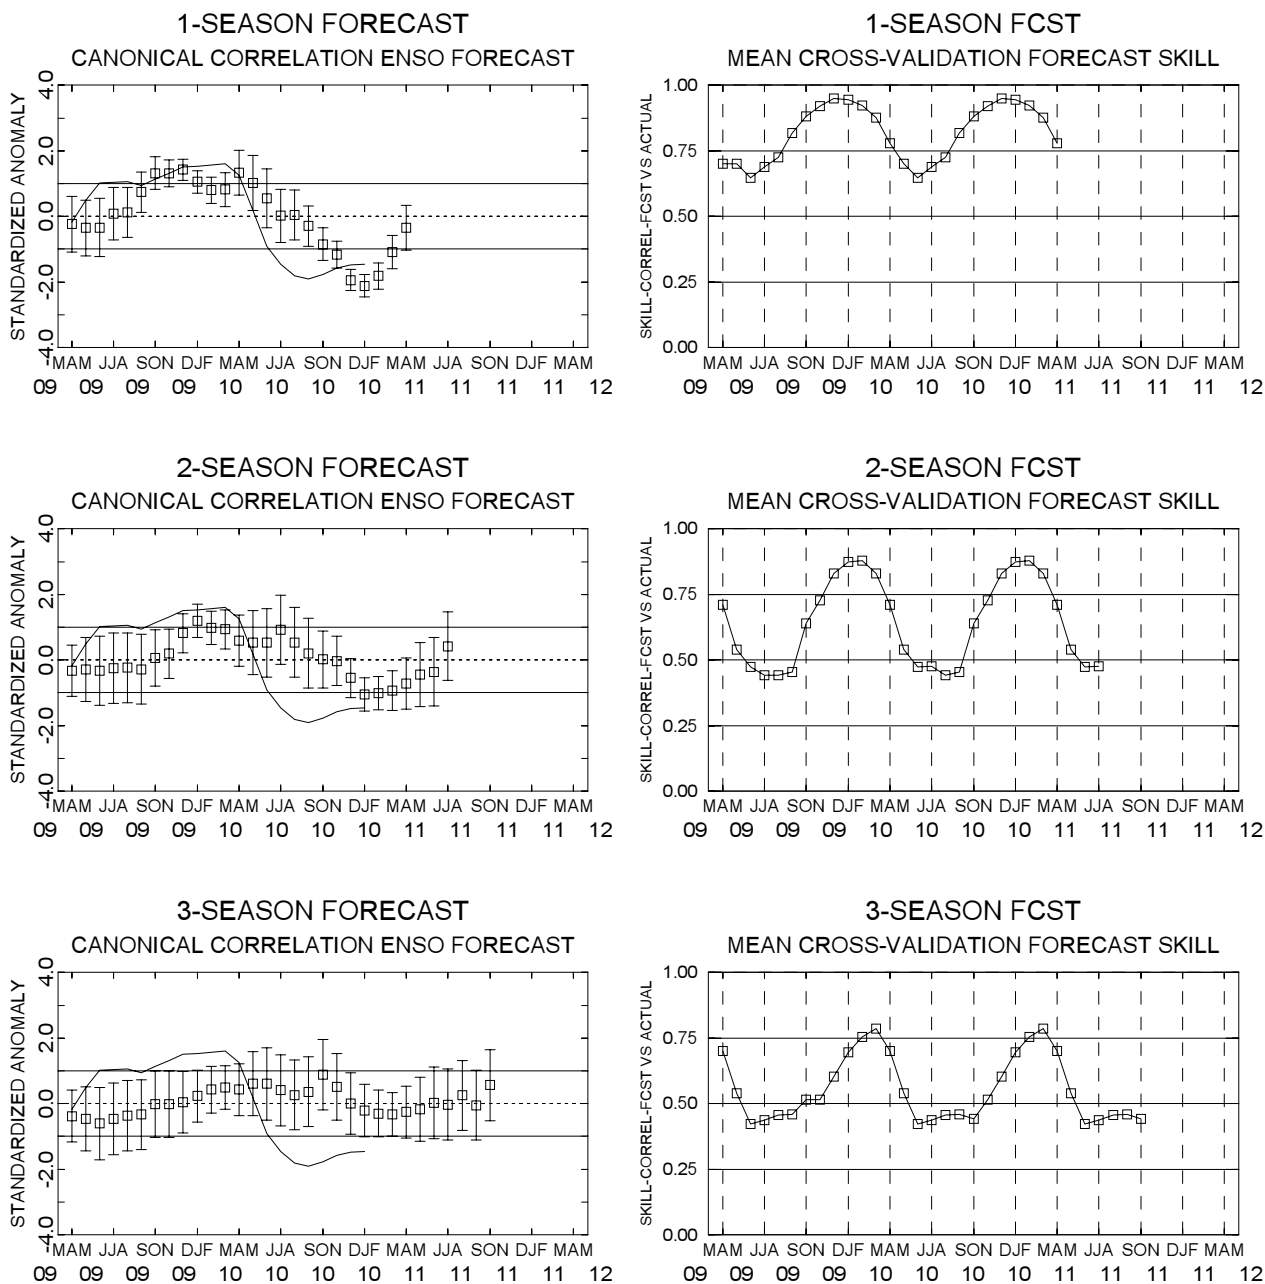 1-SEASON FORECAST
CANONICAL CORRELATION ENSO FORECAST
STANDARDIZED ANOMALY
4.0
2.0
0.0
-2.0
-4.0
MAM JJA SON DJF MAM JJA SON DJF MAM JJA SON DJF MAM
09 09 09 09 10 10 10 10 11 11 11 11 12
1-SEASON FCST
MEAN CROSS-VALIDATION FORECAST SKILL
SKILL-CORREL-FCST VS ACTUAL
1.00
0.75
0.50
0.25
0.00
MAM JJA SON DJF MAM JJA SON DJF MAM JJA SON DJF MAM
09 09 09 09 10 10 10 10 11 11 11 11 12
2-SEASON FORECAST
CANONICAL CORRELATION ENSO FORECAST
STANDARDIZED ANOMALY
4.0
2.0
0.0
-2.0
-4.0
MAM JJA SON DJF MAM JJA SON DJF MAM JJA SON DJF MAM
09 09 09 09 10 10 10 10 11 11 11 11 12
2-SEASON FCST
MEAN CROSS-VALIDATION FORECAST SKILL
SKILL-CORREL-FCST VS ACTUAL
1.00
0.75
0.50
0.25
0.00
MAM JJA SON DJF MAM JJA SON DJF MAM JJA SON DJF MAM
09 09 09 10 10 10 10 11 11 11 11 12
3-SEASON FORECAST
CANONICAL CORRELATION ENSO FORECAST
STANDARDIZED ANOMALY
4.0
2.0
0.0
-2.0
-4.0
MAM JJA SON DJF MAM JJA SON DJF MAM JJA SON DJF MAM
09 09 09 09 10 10 10 10 11 11 11 11 12
3-SEASON FCST
MEAN CROSS-VALIDATION FORECAST SKILL
SKILL-CORREL-FCST VS ACTUAL
1.00
0.75
0.50
0.25
0.00
MAM JJA SON DJF MAM JJA SON DJF MAM JJA SON DJF MAM
09 09 09 09 10 10 10 10 11 11 11 11 12